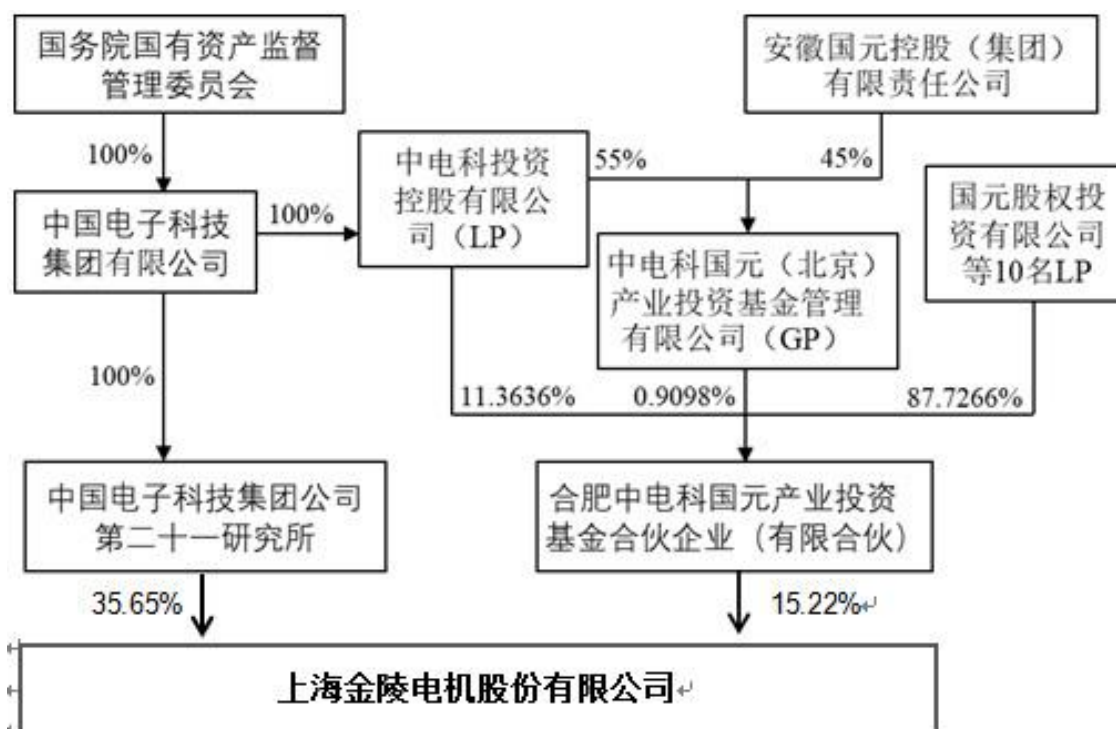 国务院国有资产监督
管理委员会
安徽国元控股（集团）
有限责任公司
100%
中电科投资
控股有限公
司（LP）
55%
45%
国元股权投
资有限公司
等10名LP
中国电子科技
集团有限公司
100%
中电科国元（北京）
产业投资基金管理
有限公司（GP）
100%
11.3636%
0.9098%
87.7266%
中国电子科技集团公司
第二十一研究所
合肥中电科国元产业投资
基金合伙企业（有限合伙）
35.65%
15.22%
上海金陵电机股份有限公司